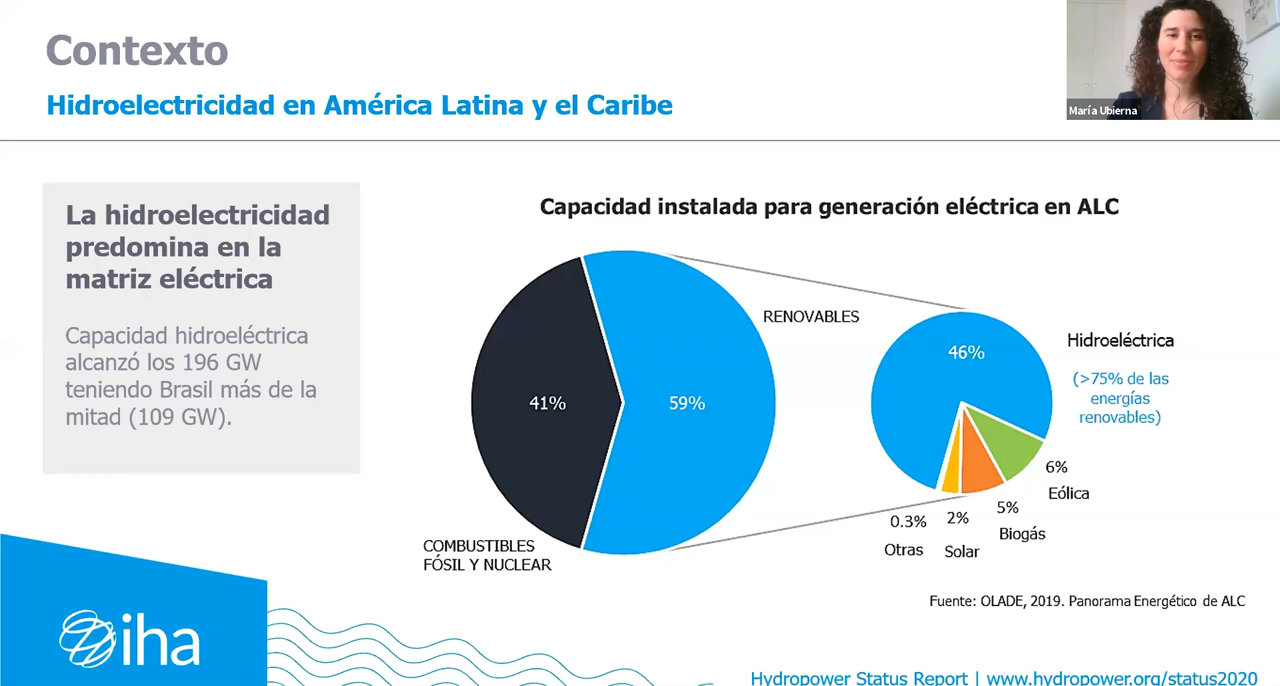 Contexto
Hidroelectricidad en América Latina y el Caribe
María Ubierna
La hidroelectricidad
predomina en la
matriz eléctrica
Capacidad hidroeléctrica
alcanzó los 196 GW
teniendo Brasil más de la
mitad (109 GW).
Capacidad instalada para generación eléctrica en ALC
RENOVABLES
41%
59%
COMBUSTIBLES
FÓSIL Y NUCLEAR
46%
Hidroeléctrica
(>75% de las
energías
renovables)
6%
Eólica
5%
Biogás
2%
Solar
0.3%
Otras
Fuente: OLADE, 2019. Panorama Energético de ALC
iha
Hydropower Status Report | www.hydropower.org/status2020